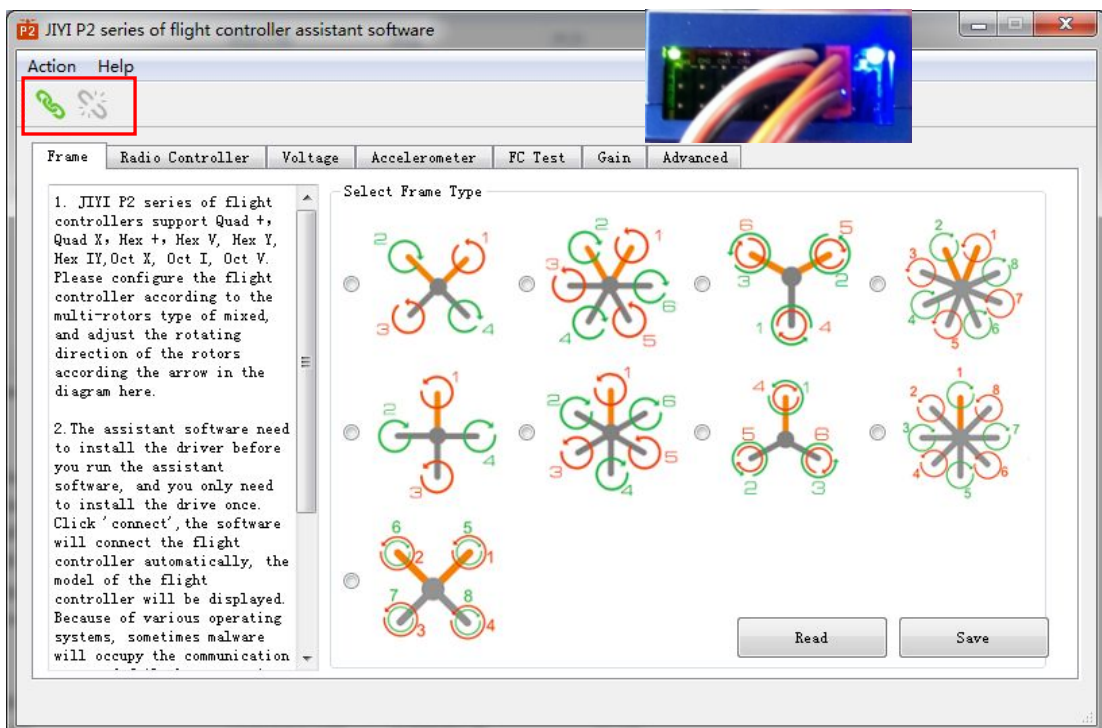 P2 JIYI P2 series of flight controller assistant software
Action Help
Frame Radio Controller Voltage Accelerometer FC Test Gain Advanced
1. JIYI P2 series of flight
controllers support Quad +,
Quad X, Hex +, Hex V, Hex Y,
Hex IY,Oct X, Oct I, Oct V.
Please configure the flight
controller according to the
multi-rotors type of mixed,
and adjust the rotating
direction of the rotors
according the arrow in the
diagram here.
2.The assistant software need
to install the driver before
you run the assistant
software, and you only need
to install the drive once.
Click 'connect',the software
will connect the flight
controller automatically, the
model of the flight
controller will be displayed.
Because of various operating
systems, sometimes malware
will occupy the communication
Select Frame Type
2 1
3 4
2 1
3 6
4 5
6 5
3 2
1 4
2 1
3 8
4 7
5 6
1
2 4
3
1
2 6
3 5
4
4 1
5 6
2 3
1
2 8
3 7
4 6
5
6 5
2 1
7 8
3 4
Read Save